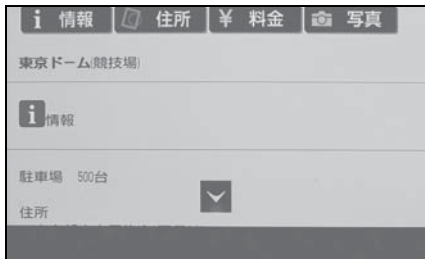 i 情報 住所 ¥ 料金 写真
東京ドーム(競技場)
i 情報
駐車場 500台
住所